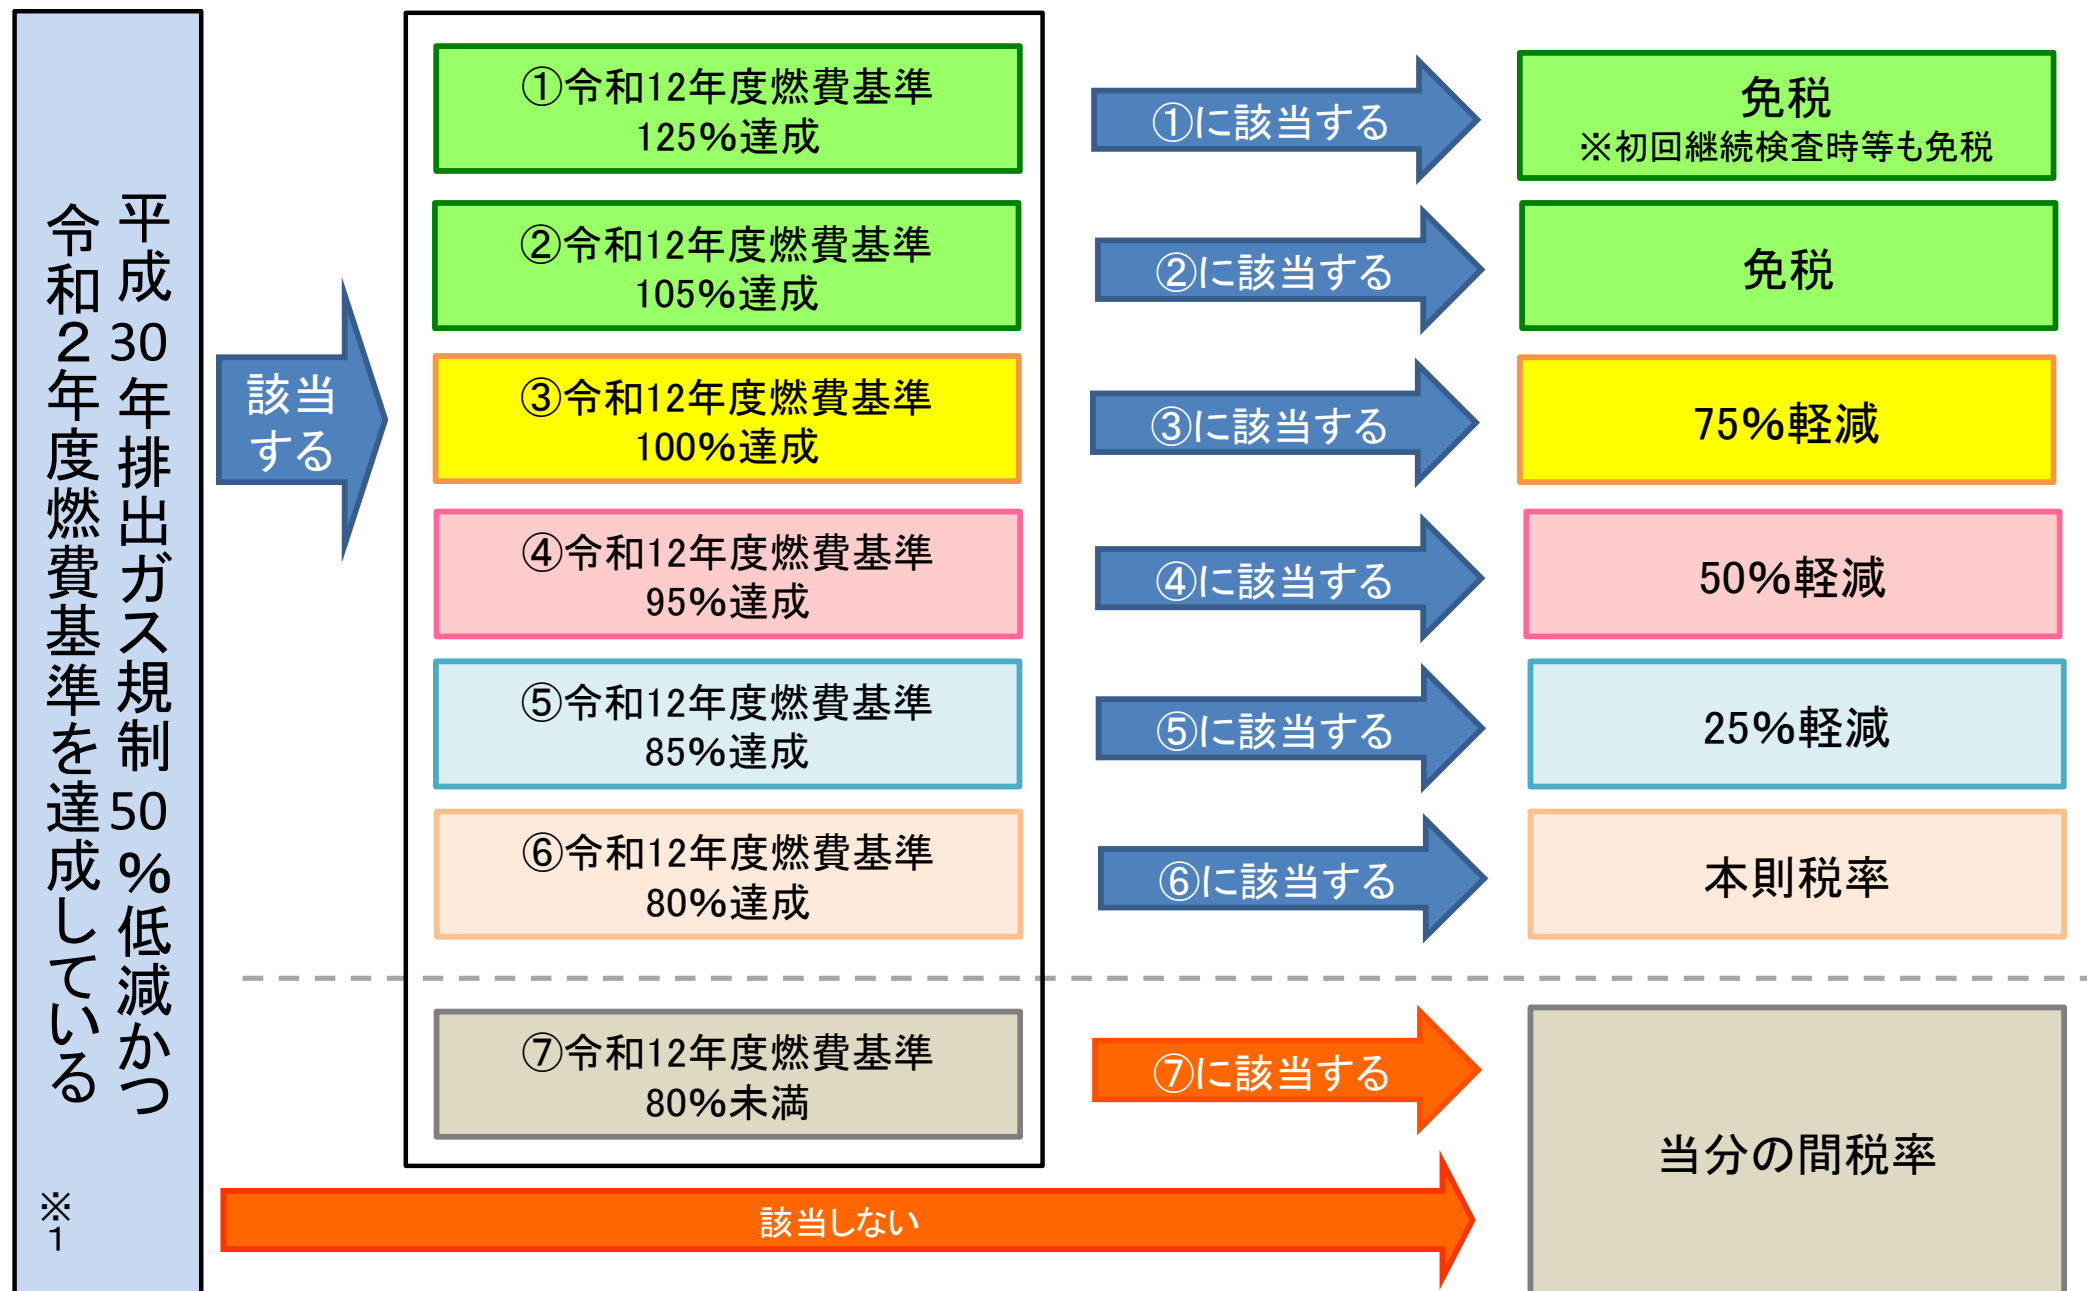 平成30年排出ガス規制50%低減かつ
令和２年度燃費基準を達成している
※1
該当
する
①令和12年度燃費基準
125%達成
①に該当する
免税
※初回継続検査時等も免税
②令和12年度燃費基準
105%達成
②に該当する
免税
③令和12年度燃費基準
100%達成
③に該当する
75%軽減
④令和12年度燃費基準
95%達成
④に該当する
50%軽減
⑤令和12年度燃費基準
85%達成
⑤に該当する
25%軽減
⑥令和12年度燃費基準
80%達成
⑥に該当する
本則税率
⑦令和12年度燃費基準
80%未満
⑦に該当する
当分の間税率
該当しない